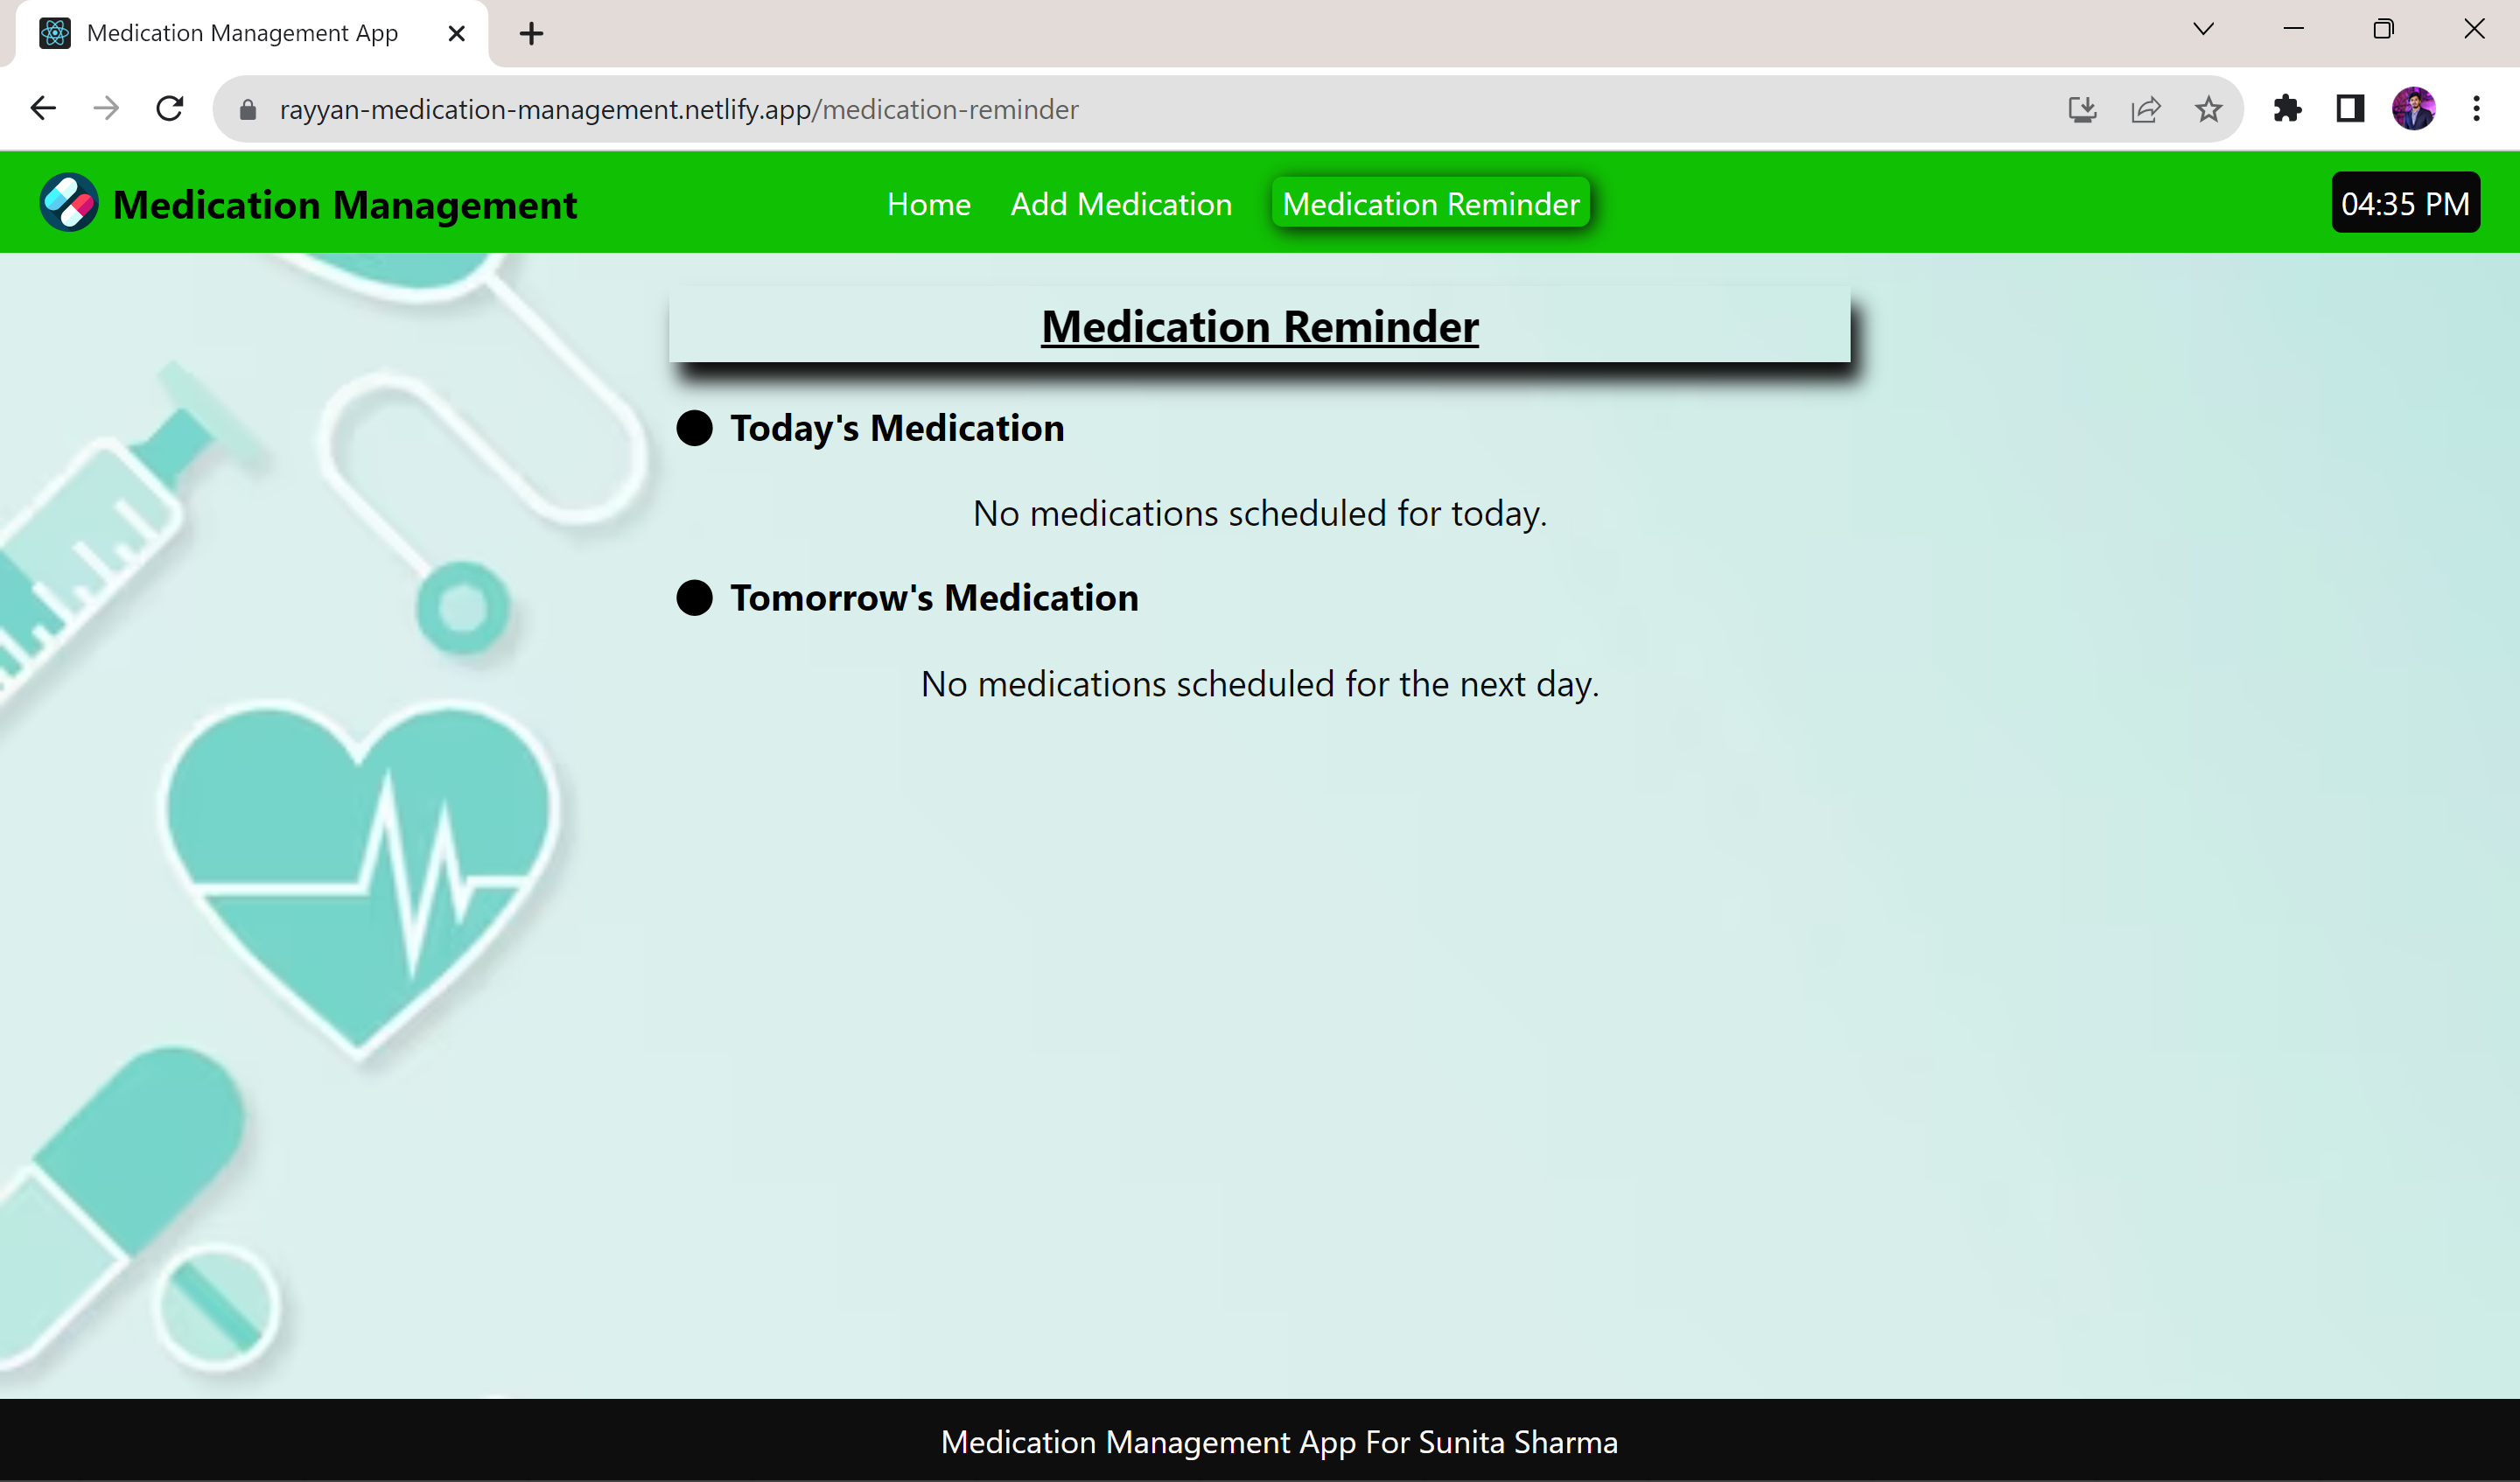 Medication Management App
rayyan-medication-management.netlify.app/medication-reminder
Medication Management
Home
Add Medication
Medication Reminder
04:35 PM
Medication Reminder
Today's Medication
No medications scheduled for today.
Tomorrow's Medication
No medications scheduled for the next day.
Medication Management App For Sunita Sharma